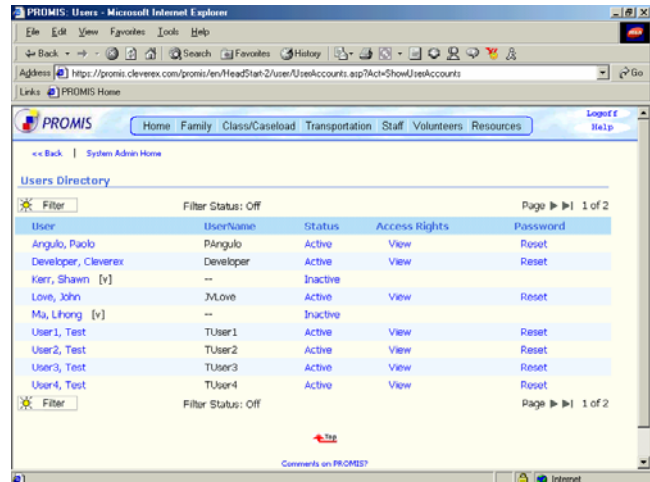 PROMIS: Users - Microsoft Internet Explorer
File Edit View Favorites Tools Help
Back Search Favorites History
Address https://promis.cleverex.com/promis/en/HeadStart-2/user/UserAccounts.asp?Act=ShowUserAccounts Go
Links PROMIS Home
PROMIS Home Family Class/Caseload Transportation Staff Volunteers Resources Logoff
Help
<< Back | System Admin Home
Users Directory
Filter Filter Status: Off Page 1 of 2
User UserName Status Access Rights Password
Angulo, Paolo PAngulo Active View Reset
Developer, Cleverex Developer Active View Reset
Kerr, Shawn [v] -- Inactive
Love, John JVLove Active View Reset
Ma, Lihong [v] -- Inactive
User1, Test TUser1 Active View Reset
User2, Test TUser2 Active View Reset
User3, Test TUser3 Active View Reset
User4, Test TUser4 Active View Reset
Filter Filter Status: Off Page 1 of 2
Top
Comments on PROMIS?
Internet